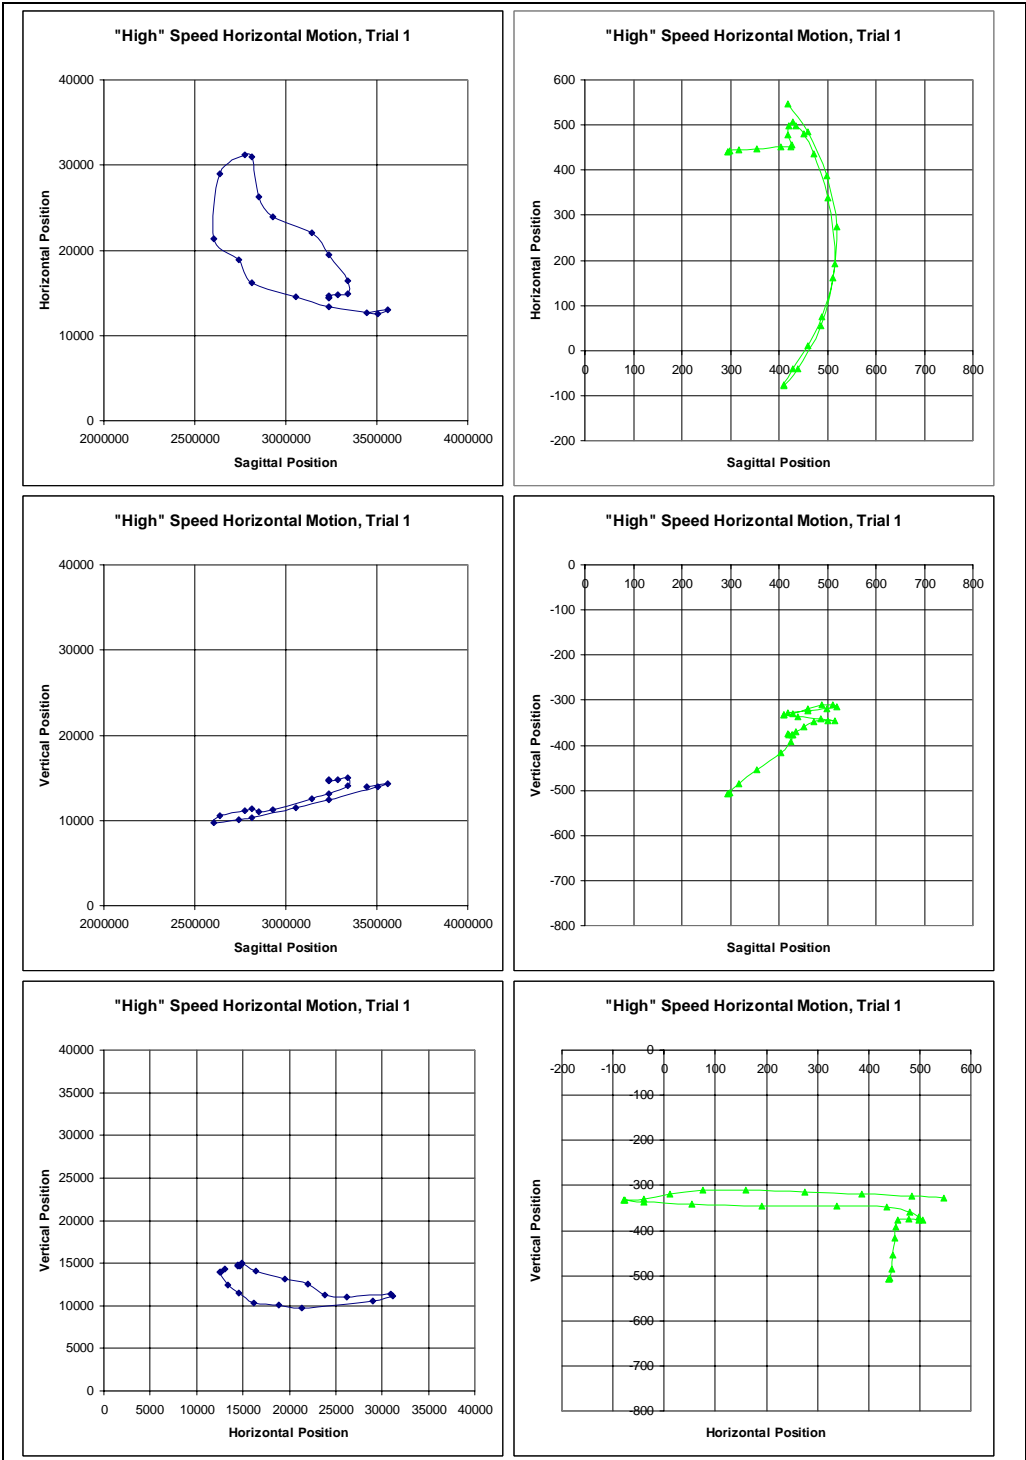 "High" Speed Horizontal Motion, Trial 1
40000
30000
20000
10000
0
2000000 2500000 3000000 3500000 4000000
Horizontal Position
Sagittal Position
"High" Speed Horizontal Motion, Trial 1
600
500
400
300
200
100
0
-100
-200
0 100 200 300 400 500 600 700 800
Horizontal Position
Sagittal Position
"High" Speed Horizontal Motion, Trial 1
40000
30000
20000
10000
0
2000000 2500000 3000000 3500000 4000000
Vertical Position
Sagittal Position
"High" Speed Horizontal Motion, Trial 1
0
-100
-200
-300
-400
-500
-600
-700
-800
0 100 200 300 400 500 600 700 800
Vertical Position
Sagittal Position
"High" Speed Horizontal Motion, Trial 1
40000
35000
30000
25000
20000
15000
10000
5000
0
0 5000 10000 15000 20000 25000 30000 35000 40000
Vertical Position
Horizontal Position
"High" Speed Horizontal Motion, Trial 1
0
-100
-200
-300
-400
-500
-600
-700
-800
-200 -100 0 100 200 300 400 500 600
Vertical Position
Horizontal Position